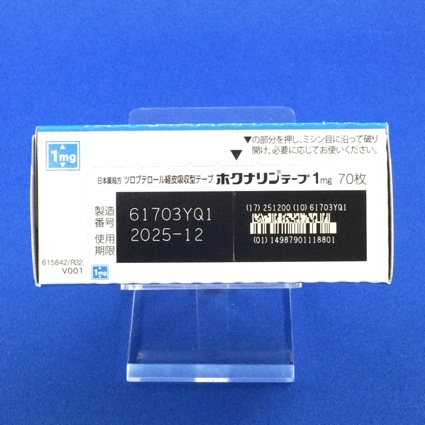 1mg
▼の部分を押し、ミシン目に沿って破り
開け、必要に応じてお使いください。
日本薬局方 ツロブテロール経皮吸収型テープ ホクナリンテープ1mg 70枚
製造番号 61703YQ1
使用期限 2025-12
(17) 251200 (10) 61703YQ1
(01) 14987901118801
615842/R32
V001
1mg